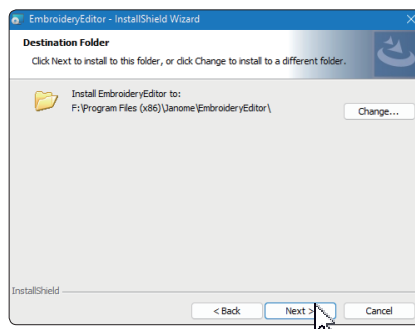 EmbroideryEditor - InstallShield Wizard
Destination Folder
Click Next to install to this folder, or click Change to install to a different folder.
Install EmbroideryEditor to:
F:\Program Files (x86)\Janome\EmbroideryEditor\
Change...
InstallShield
< Back
Next >
Cancel